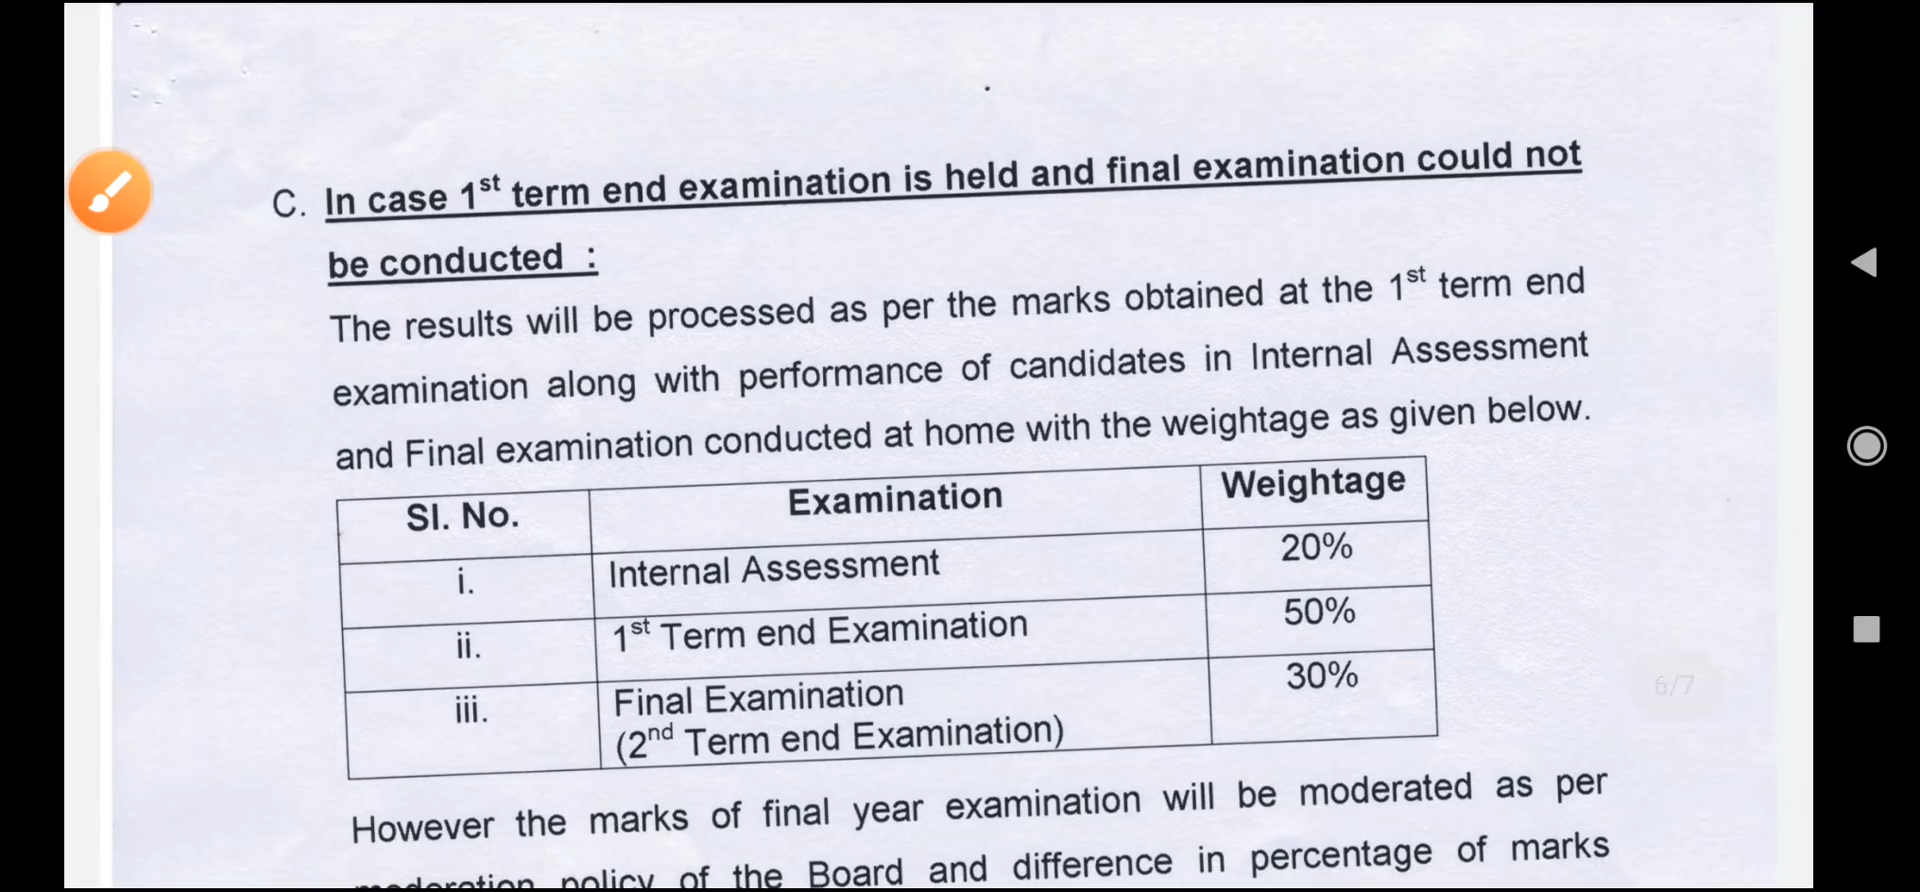 C. In case 1st term end examination is held and final examination could not
be conducted :
The results will be processed as per the marks obtained at the 1st term end
examination along with performance of candidates in Internal Assessment
and Final examination conducted at home with the weightage as given below.
Sl. No. Examination Weightage
i. Internal Assessment 20%
ii. 1st Term end Examination 50%
iii. Final Examination 30%
(2nd Term end Examination)
6/7
However the marks of final year examination will be moderated as per
moderation policy of the Board and difference in percentage of marks